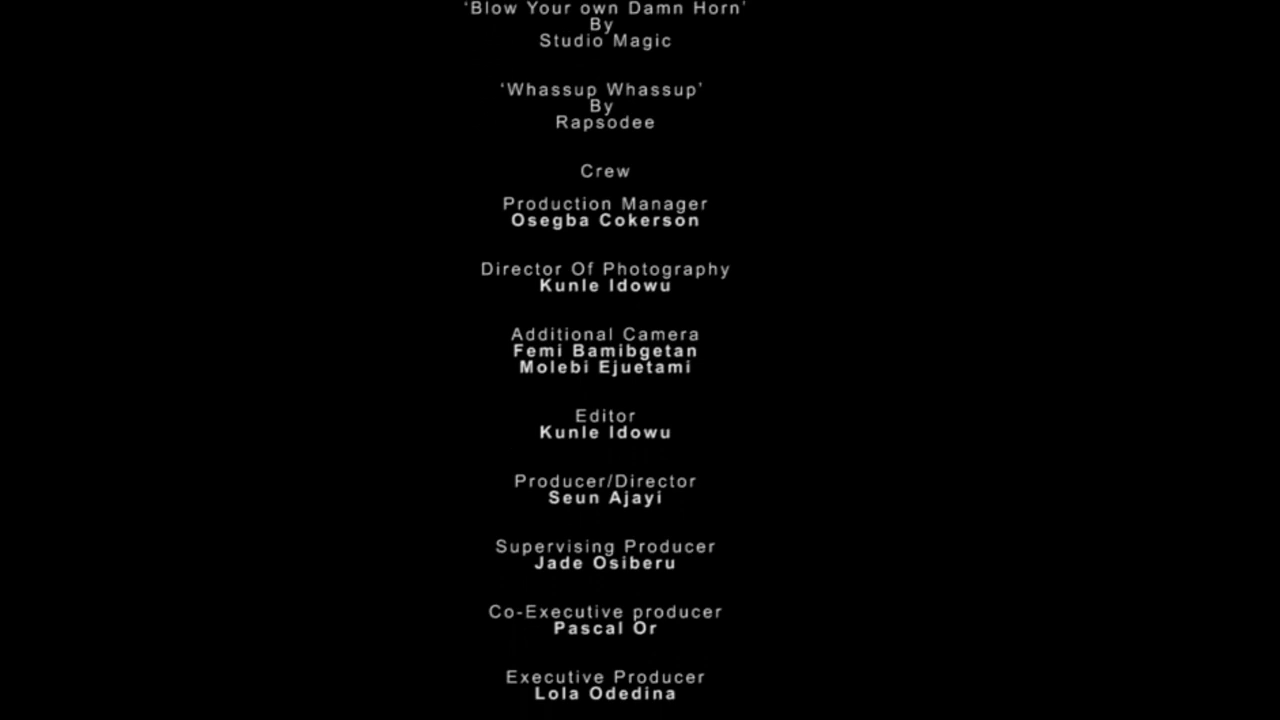 ‘Blow Your own Damn Horn’
By
Studio Magic
‘Whassup Whassup’
By
Rapsodee
Crew
Production Manager
Osegba Cokerson
Director Of Photography
Kunle Idowu
Additional Camera
Femi Bamibgetan
Molebi Ejuetami
Editor
Kunle Idowu
Producer/Director
Seun Ajayi
Supervising Producer
Jade Osiberu
Co-Executive producer
Pascal Or
Executive Producer
Lola Odedina